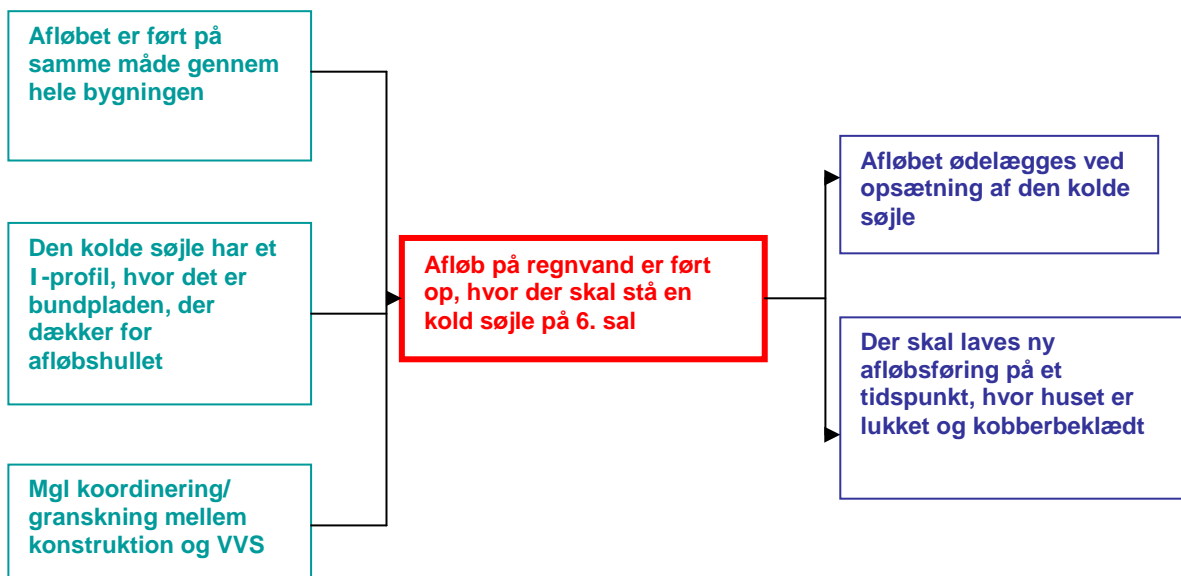 Afløbet er ført på
samme måde gennem
hele bygningen
Den kolde søjle har et
I-profil, hvor det er
bundpladen, der
dækker for
afløbshullet
Mgl koordinering/
granskning mellem
konstruktion og VVS
Afløb på regnvand er ført
op, hvor der skal stå en
kold søjle på 6. sal
Afløbet ødelægges ved
opsætning af den kolde
søjle
Der skal laves ny
afløbsføring på et
tidspunkt, hvor huset er
lukket og kobberbeklædt